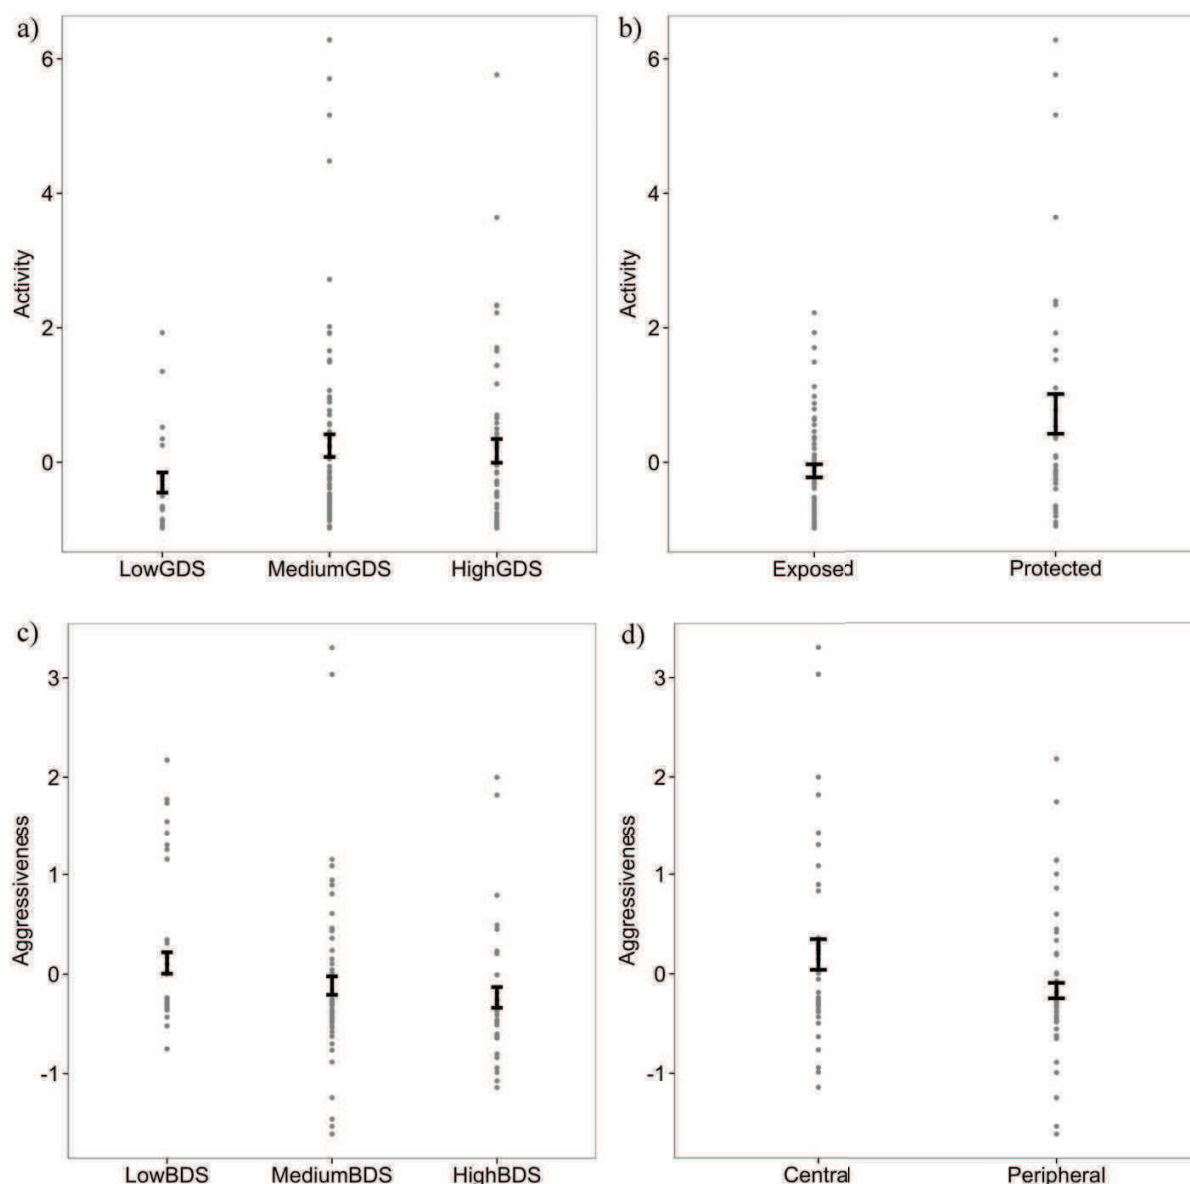 a)
6
4
2
0
Activity
LowGDS MediumGDS HighGDS
b)
6
4
2
0
Activity
Exposed Protected
c)
3
2
1
0
-1
Aggressiveness
LowBDS MediumBDS HighBDS
d)
3
2
1
0
-1
Aggressiveness
Central Peripheral